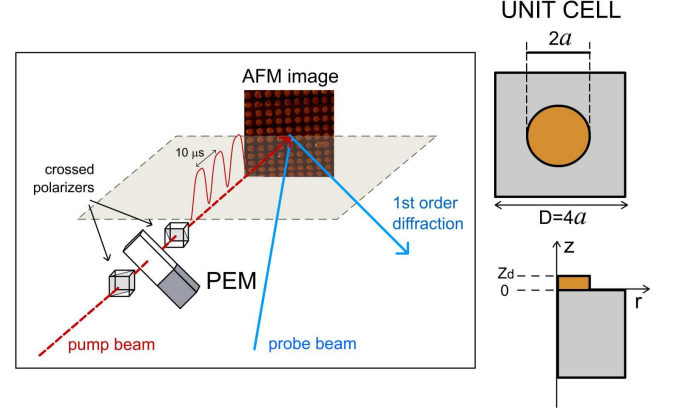 UNIT CELL
2a
AFM image
10 μs
crossed
polarizers
1st order
diffraction
D=4a
PEM
z
Zd
0
r
pump beam
probe beam